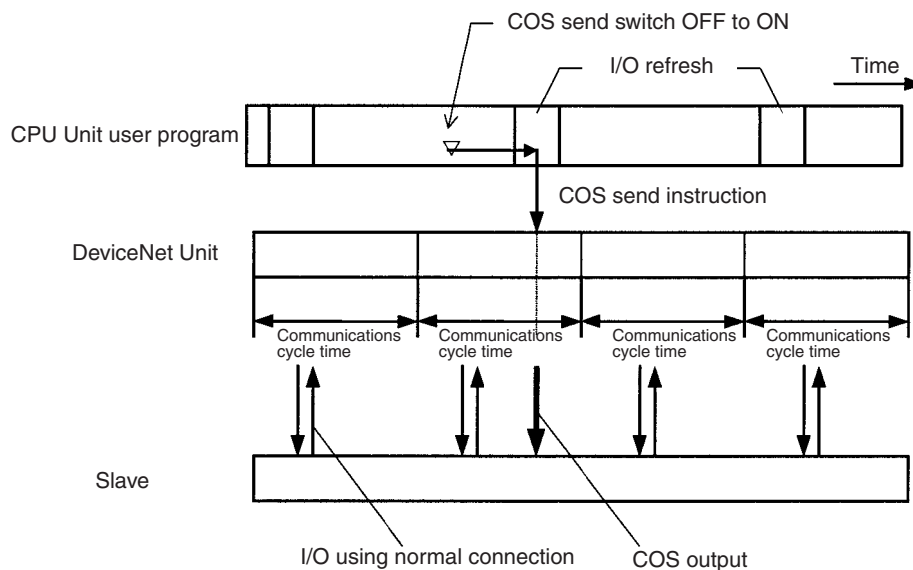 COS send switch OFF to ON
I/O refresh
Time
CPU Unit user program
COS send instruction
DeviceNet Unit
Communications
cycle time
Communications
cycle time
Communications
cycle time
Communications
cycle time
Slave
I/O using normal connection
COS output